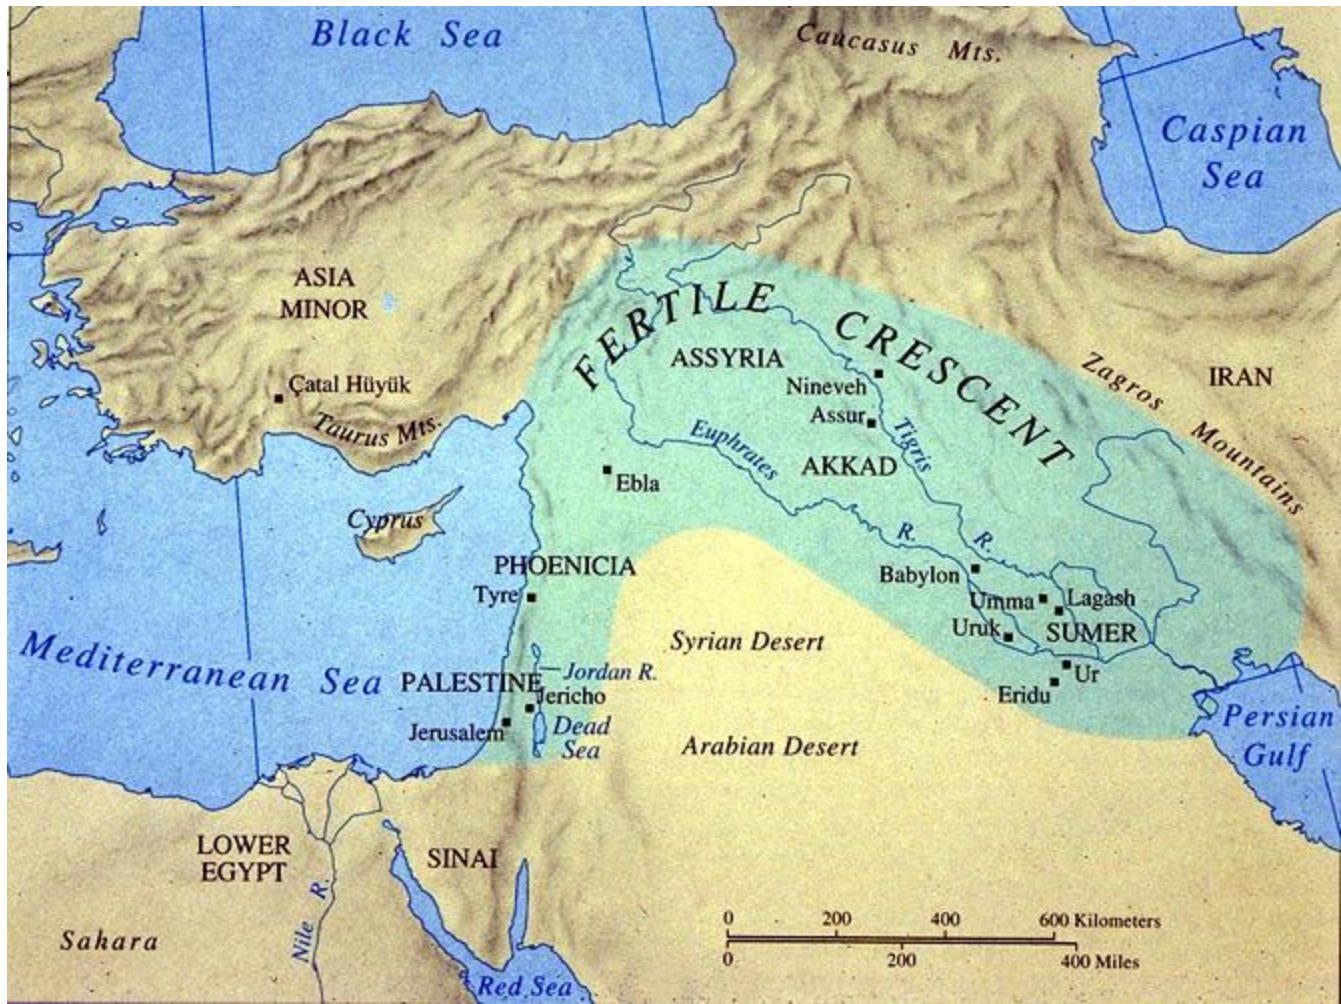 Black Sea
Caucasus Mts.
Caspian
Sea
ASIA
MINOR
FERTILE CRESCENT
ASSYRIA
Nineveh
Assur
Tigris R.
Zagros Mountains
IRAN
Çatal Hüyük
Taurus Mts.
Euphrates R.
AKKAD
Ebla
Cyprus
PHOENICIA
Tyre
Babylon
Umma
Lagash
Uruk
SUMER
Ur
Eridu
Syrian Desert
Mediterranean Sea
PALESTINE
Jordan R.
Jericho
Jerusalem
Dead
Sea
Arabian Desert
Persian
Gulf
LOWER
EGYPT
SINAI
Nile R.
Sahara
Red Sea
0 200 400 600 Kilometers
0 200 400 Miles